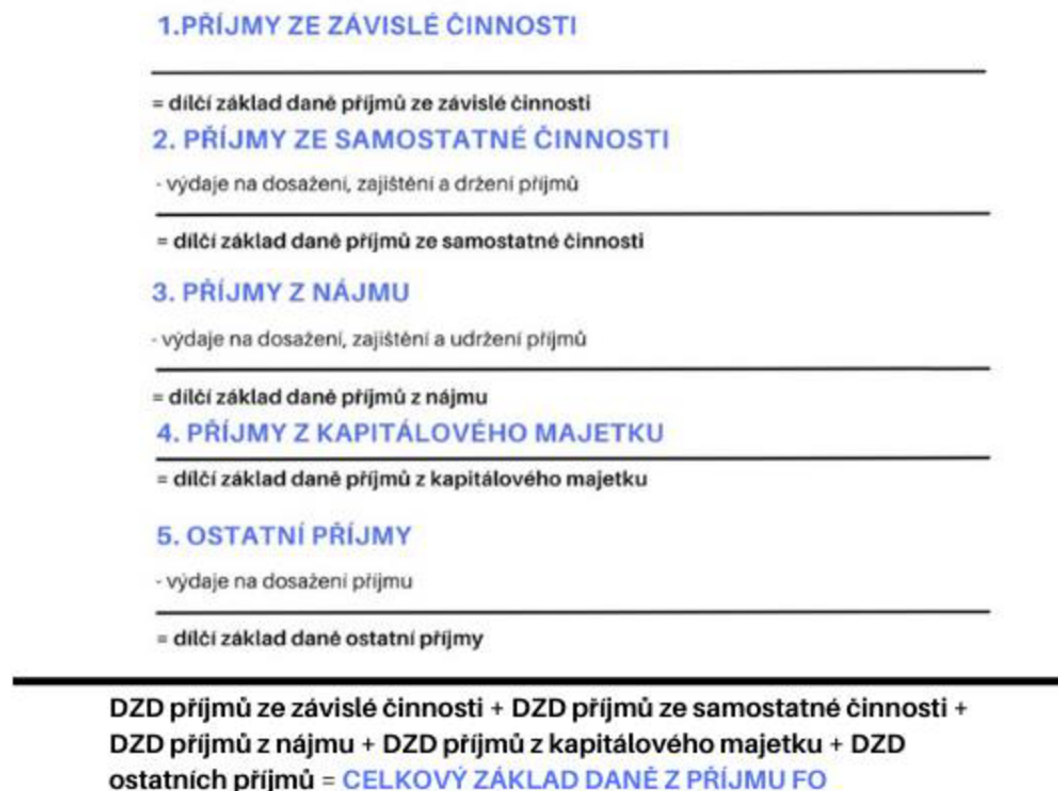 1.PŘÍJMY ZE ZÁVISLÉ ČINNOSTI
= dílčí základ daně příjmů ze závislé činnosti
2. PŘÍJMY ZE SAMOSTATNÉ ČINNOSTI
- výdaje na dosažení, zajištění a držení příjmů
= dílčí základ daně příjmů ze samostatné činnosti
3. PŘÍJMY Z NÁJMU
- výdaje na dosažení, zajištění a udržení příjmů
= dílčí základ daně příjmů z nájmu
4. PŘÍJMY Z KAPITÁLOVÉHO MAJETKU
= dílčí základ daně příjmů z kapitálového majetku
5. OSTATNÍ PŘÍJMY
- výdaje na dosažení příjmu
= dílčí základ daně ostatní příjmy
DZD příjmů ze závislé činnosti + DZD příjmů ze samostatné činnosti +
DZD příjmů z nájmu + DZD příjmů z kapitálového majetku + DZD
ostatních příjmů = CELKOVÝ ZÁKLAD DANĚ Z PŘÍJMU FO